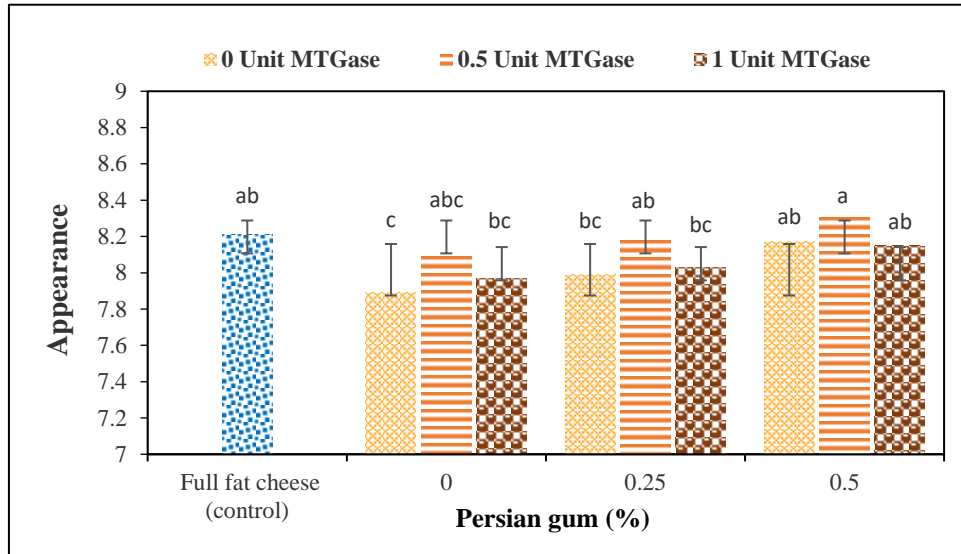 0 Unit MTGase 0.5 Unit MTGase 1 Unit MTGase
9
8.8
8.6
8.4
8.2
8
7.8
7.6
7.4
7.2
7
Appearance
ab c abc bc bc ab bc ab a ab
Full fat cheese
(control)
0 0.25 0.5
Persian gum (%)